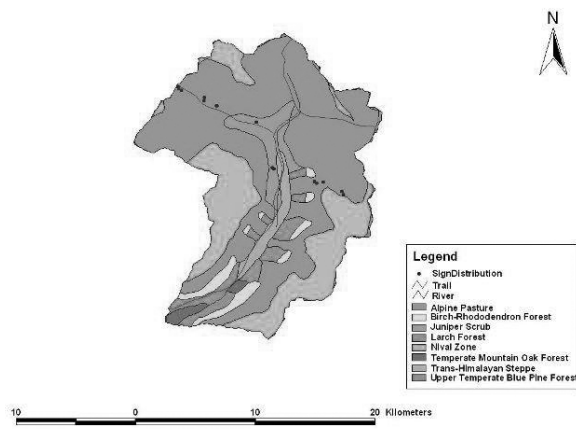 N
Legend
SignDistribution
Trail
River
Alpine Pasture
Birch-Rhododendron Forest
Juniper Scrub
Larch Forest
Nival Zone
Temperate Mountain Oak Forest
Trans-Himalayan Steppe
Upper Temperate Blue Pine Forest
10 0 10 20 Kilometers